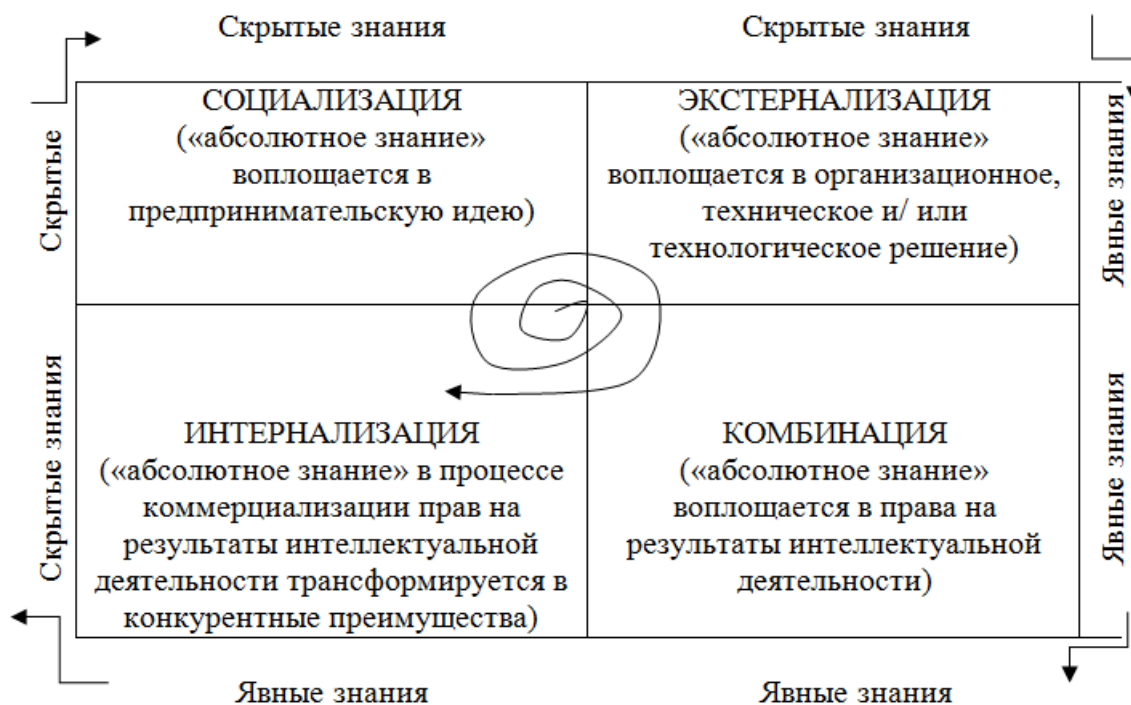 Скрытые знания
Скрытые знания
Скрытые
СОЦИАЛИЗАЦИЯ
(«абсолютное знание»
воплощается в
предпринимательскую идею)
ЭКСТЕРНАЛИЗАЦИЯ
(«абсолютное знание»
воплощается в организационное,
техническое и/ или
технологическое решение)
Явные знания
Скрытые знания
ИНТЕРНАЛИЗАЦИЯ
(«абсолютное знание» в процессе
коммерциализации прав на
результаты интеллектуальной
деятельности трансформируется в
конкурентные преимущества)
КОМБИНАЦИЯ
(«абсолютное знание»
воплощается в права на
результаты интеллектуальной
деятельности)
Явные знания
Явные знания
Явные знания